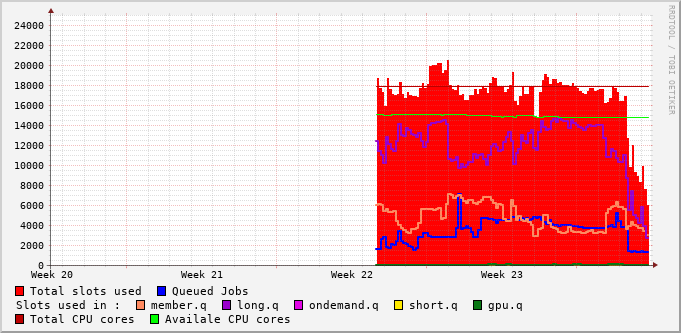 24000
22000
20000
18000
16000
14000
12000
10000
8000
6000
4000
2000
0
Week 20 Week 21 Week 22 Week 23
Total slots used Queued Jobs
Slots used in : member.q long.q ondemand.q short.q gpu.q
Total CPU cores Availale CPU cores
RRDTOOL / TOBI OETIKER